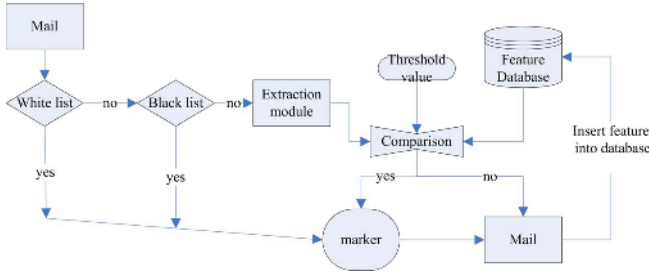 Mail
White list
no
Black list
no
Extraction
module
Threshold
value
Feature
Database
Comparison
Insert feature
into database
yes
yes
yes
no
marker
Mail